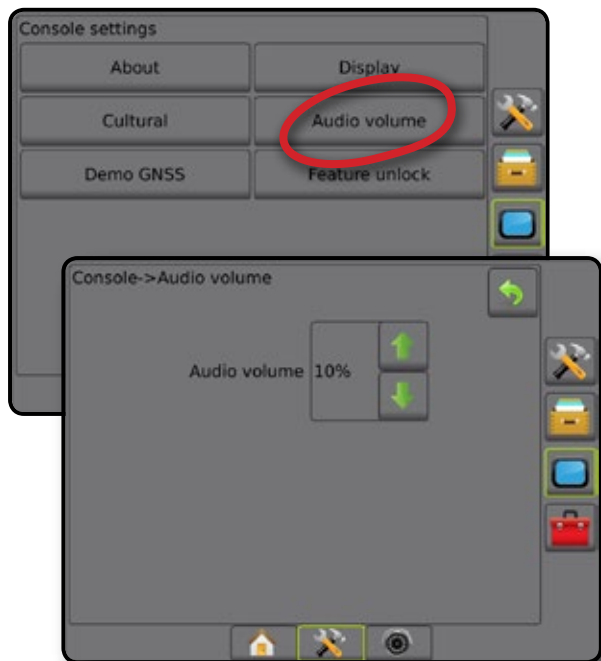 Console settings
About Display
Cultural Audio volume
Demo GNSS Feature unlock
Console->Audio volume
Audio volume 10%